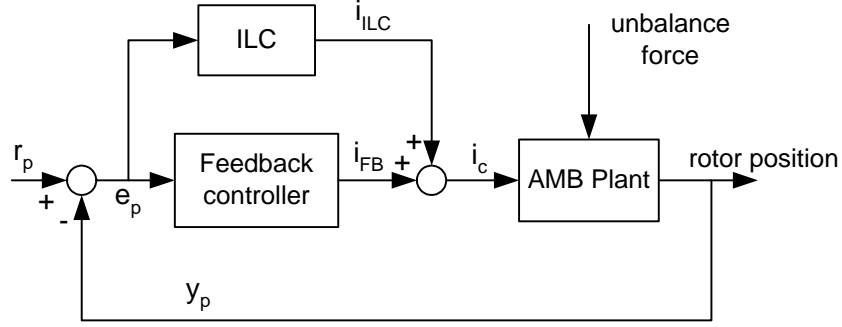 i_ILC
ILC
unbalance
force
r_p
+
-
e_p
Feedback
controller
i_FB
+
+
i_c
AMB Plant
rotor position
y_p